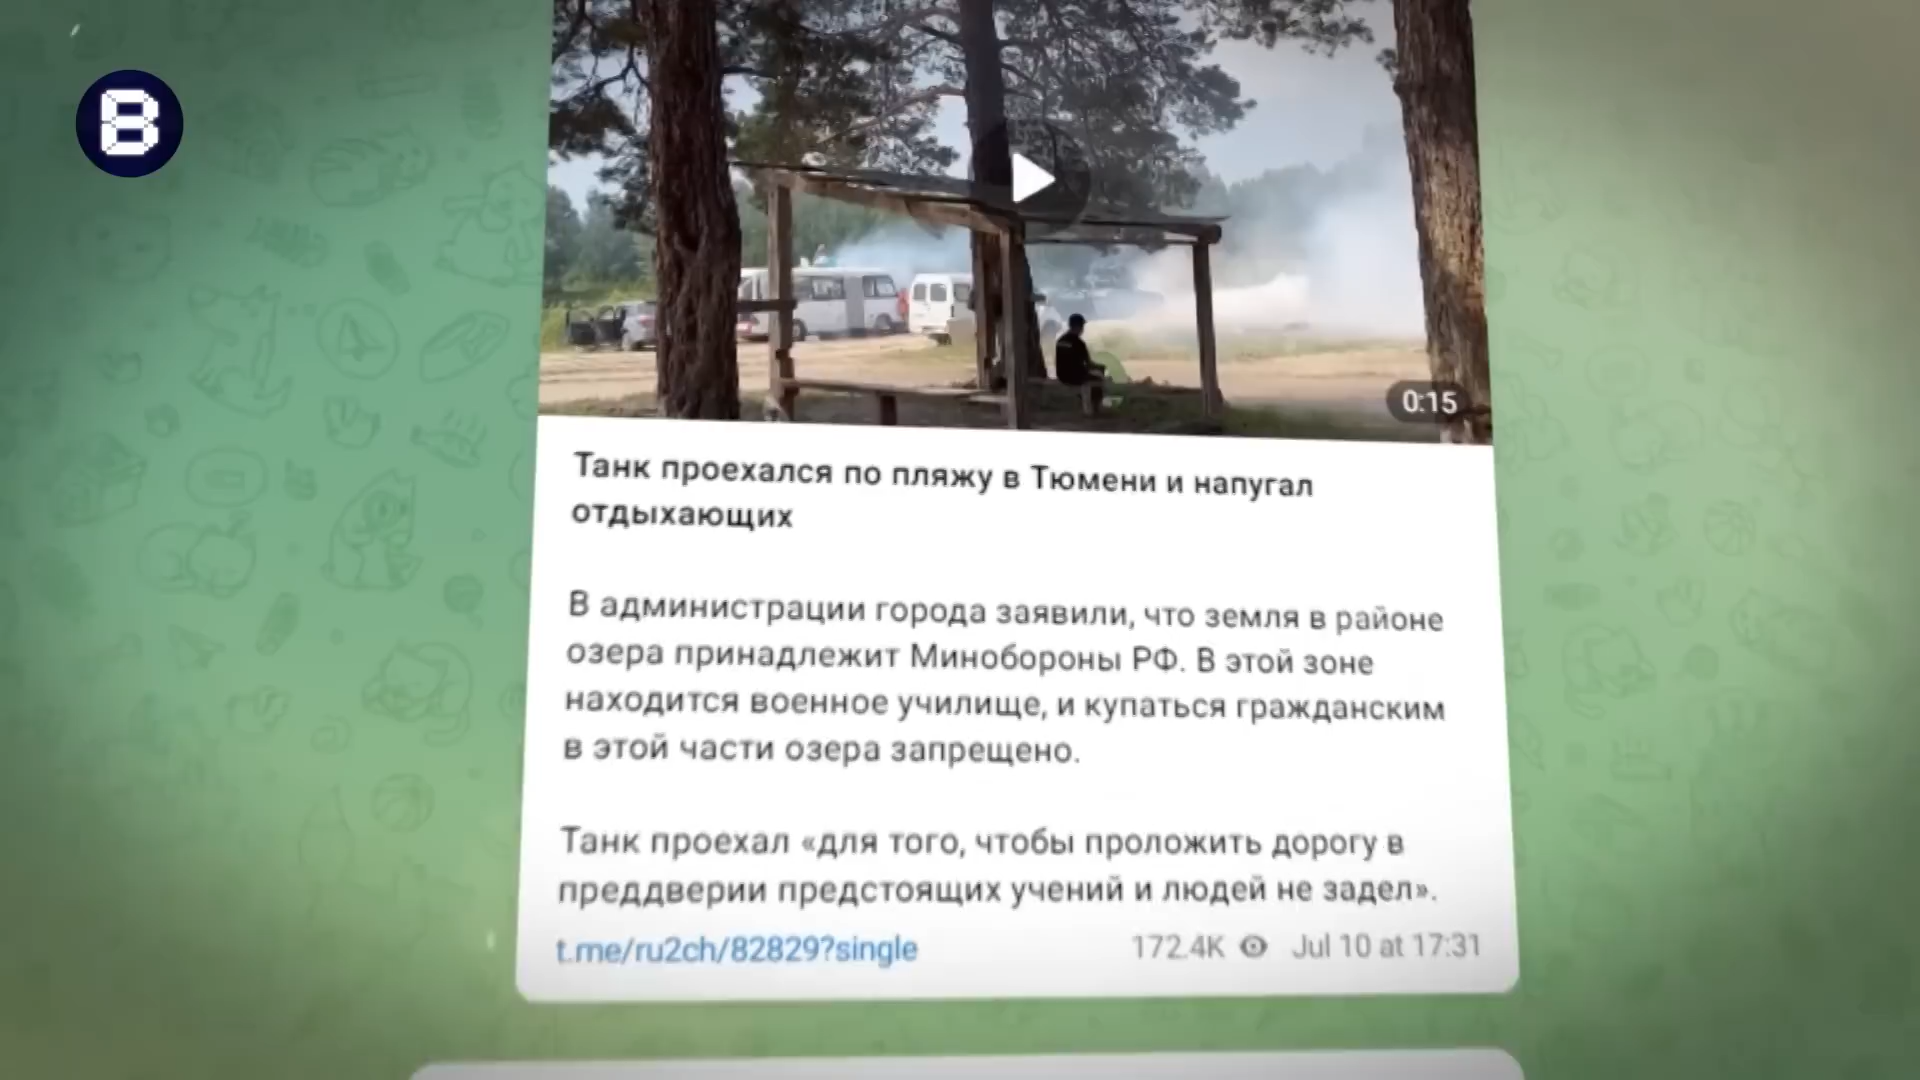 B
0:15
Танк проехался по пляжу в Тюмени и напугал
отдыхающих
В администрации города заявили, что земля в районе
озера принадлежит Минобороны РФ. В этой зоне
находится военное училище, и купаться гражданским
в этой части озера запрещено.
Танк проехал «для того, чтобы проложить дорогу в
преддверии предстоящих учений и людей не задел».
t.me/ru2ch/82829?single 172.4K Jul 10 at 17:31